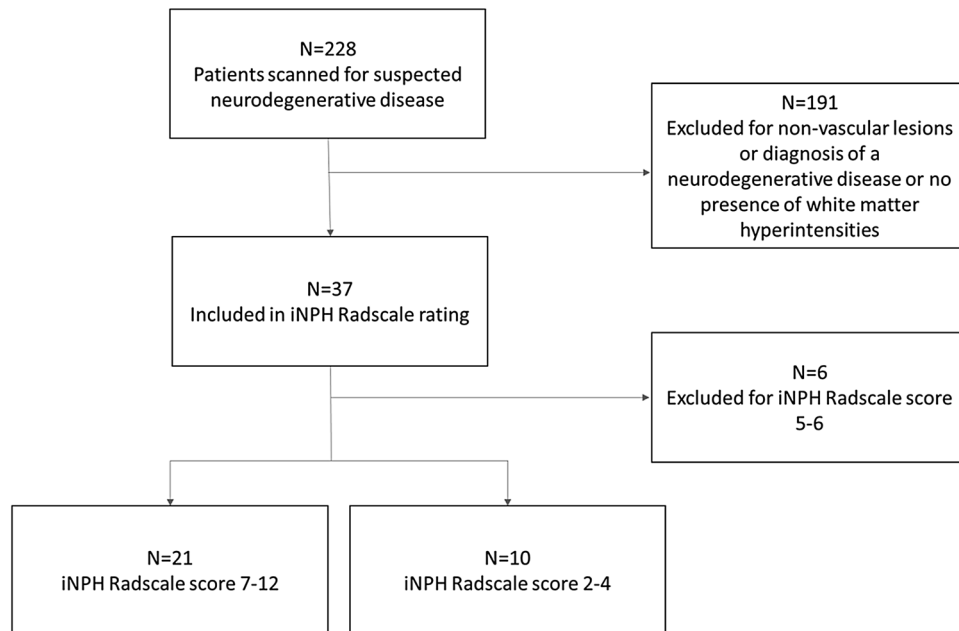 N=228
Patients scanned for suspected
neurodegenerative disease
N=191
Excluded for non-vascular lesions
or diagnosis of a
neurodegenerative disease or no
presence of white matter
hyperintensities
N=37
Included in iNPH Radscale rating
N=6
Excluded for iNPH Radscale score
5-6
N=21
iNPH Radscale score 7-12
N=10
iNPH Radscale score 2-4